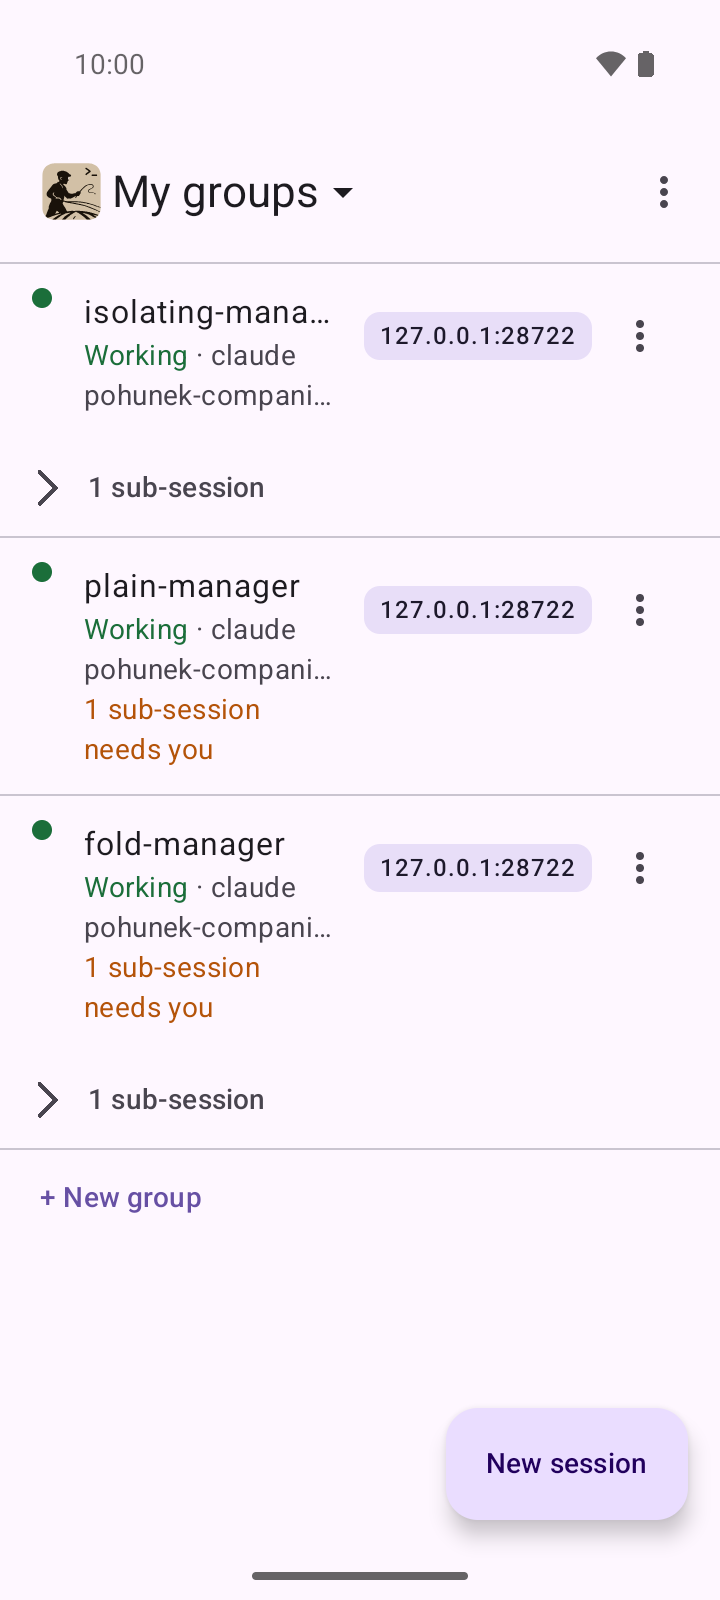 10:00
My groups
isolating-mana…
127.0.0.1:28722
Working · claude
pohunek-compani…
1 sub-session
plain-manager
127.0.0.1:28722
Working · claude
pohunek-compani…
1 sub-session
needs you
fold-manager
127.0.0.1:28722
Working · claude
pohunek-compani…
1 sub-session
needs you
1 sub-session
+ New group
New session